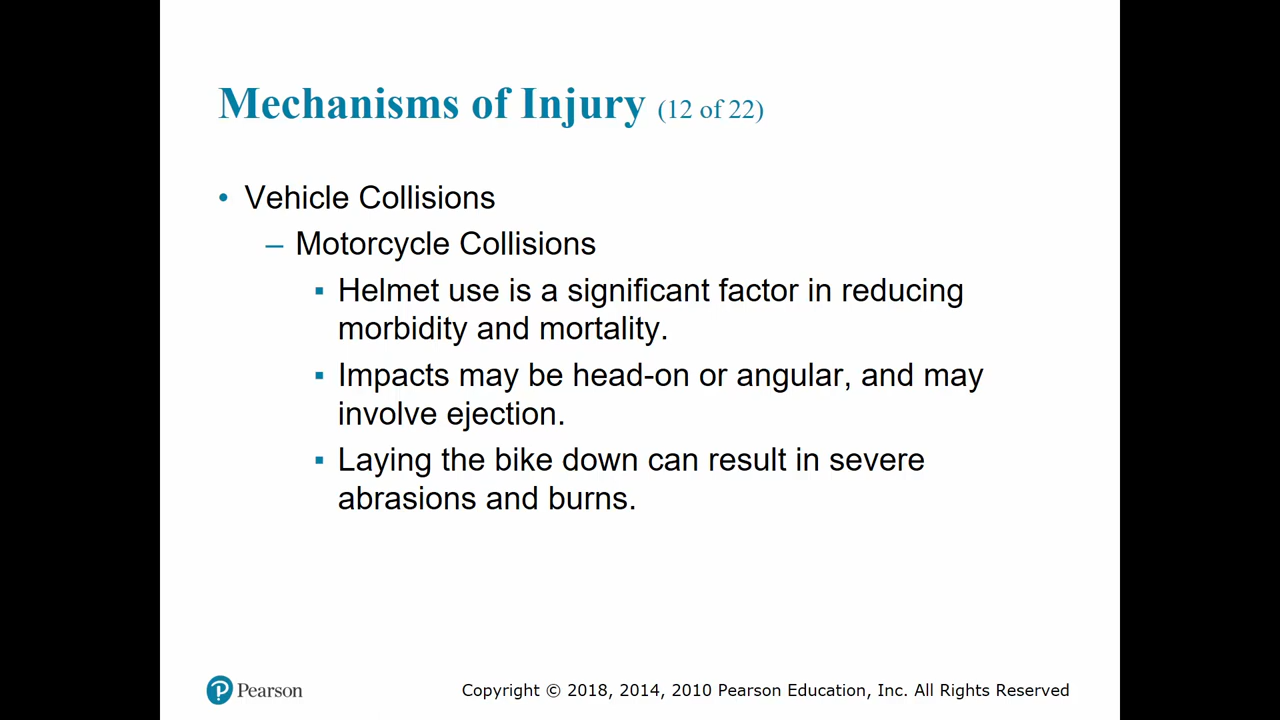 Mechanisms of Injury (12 of 22)
• Vehicle Collisions
– Motorcycle Collisions
▪ Helmet use is a significant factor in reducing
morbidity and mortality.
▪ Impacts may be head-on or angular, and may
involve ejection.
▪ Laying the bike down can result in severe
abrasions and burns.
P Pearson
Copyright © 2018, 2014, 2010 Pearson Education, Inc. All Rights Reserved